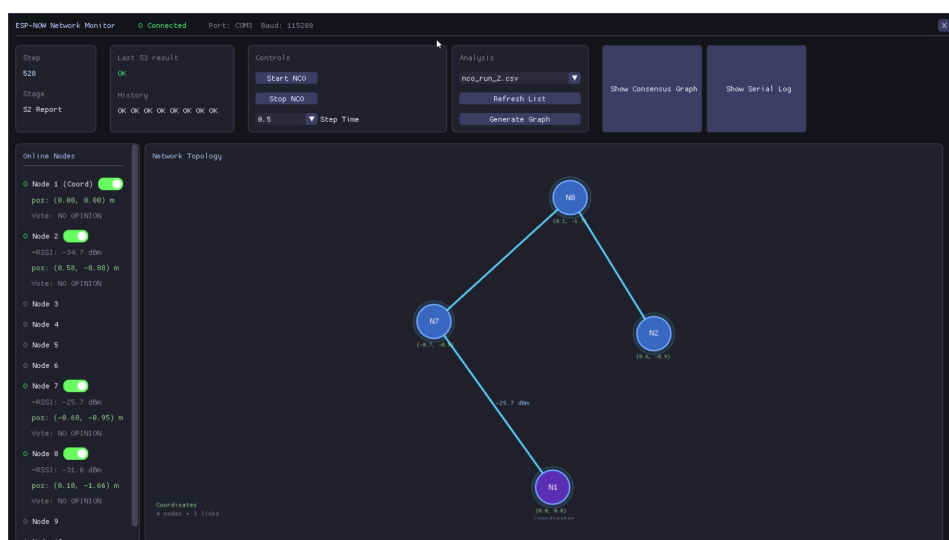 ESP-NOW Network Monitor
Connected
Port: COM3 Baud: 115200
X
Step
528
Stage
S2 Report
Last S3 result
OK
History
OK OK OK OK OK OK OK OK
Controls
Start NCO
Stop NCO
0.5 Step Time
Analysis
nco_run_2.csv
Refresh List
Generate Graph
Show Consensus Graph
Show Serial Log
Online Nodes
Node 1 (Coord)
pos: (0.00, 0.00) m
Vote: NO OPINION
Node 2
~RSSI: -34.7 dBm
pos: (0.58, -0.88) m
Vote: NO OPINION
Node 3
Node 4
Node 5
Node 6
Node 7
~RSSI: -25.7 dBm
pos: (-0.68, -0.95) m
Vote: NO OPINION
Node 8
~RSSI: -31.8 dBm
pos: (0.10, -1.66) m
Vote: NO OPINION
Node 9
Network Topology
N8
N7
N2
(0.6, -0.9)
-25.7 dBm
N1
(0.0, 0.0)
coordinator
Coordinates
4 nodes • 3 links